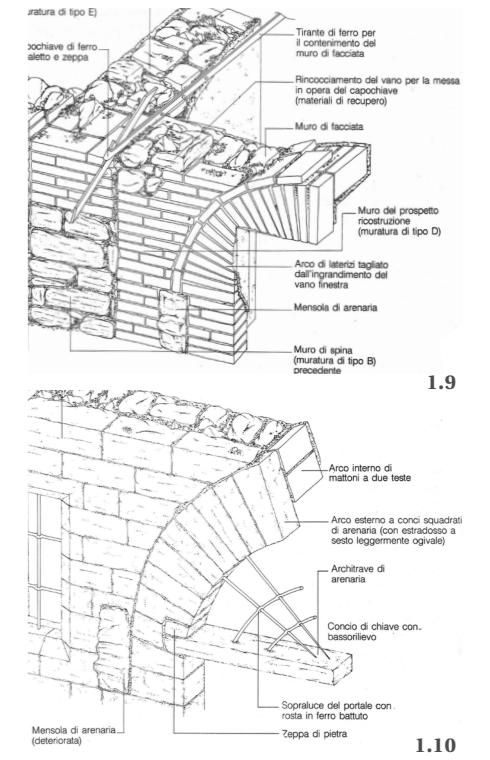 uratura di tipo E)
pochiave di ferro
aletto e zeppa
Tirante di ferro per
il contenimento del
muro di facciata
Rincocciamento del vano per la messa
in opera del capochiave
(materiali di recupero)
Muro di facciata
Muro del prospetto
ricostruzione
(muratura di tipo D)
Arco di laterizi tagliato
dall'ingrandimento del
vano finestra
Mensola di arenaria
Muro di spina
(muratura di tipo B)
precedente
1.9
Arco interno di
mattoni a due teste
Arco esterno a conci squadrati
di arenaria (con estradosso a
sesto leggermente ogivale)
Architrave di
arenaria
Concio di chiave con
bassorilievo
Sopraluce del portale con
rosta in ferro battuto
Mensola di arenaria
(deteriorata)
Zeppa di pietra
1.10